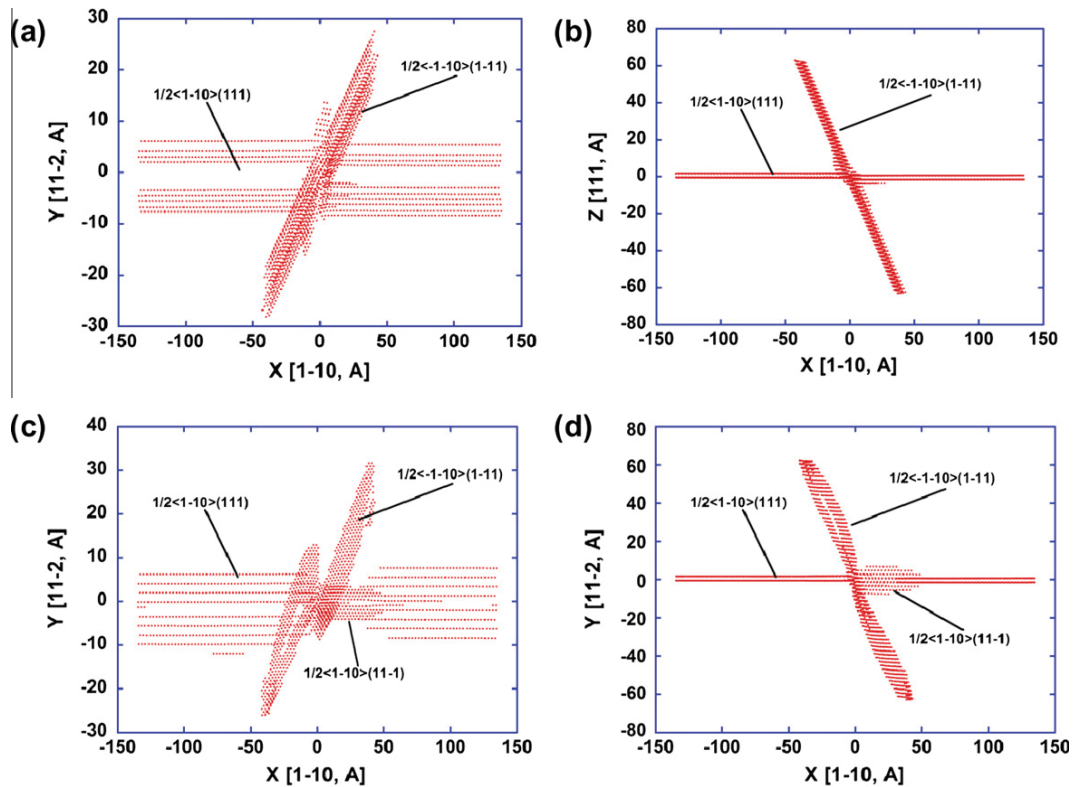 (a)
30
20
10
0
-10
-20
-30
Y [11-2, A]
1/2<1-10>(111)
1/2<-1-10>(1-11)
-150 -100 -50 0 50 100 150
X [1-10, A]
(b)
80
60
40
20
0
-20
-40
-60
80
Z [111, A]
1/2<1-10>(111)
1/2<-1-10>(1-11)
-150 -100 -50 0 50 100 150
X [1-10, A]
(c)
40
30
20
10
0
-10
-20
-30
Y [11-2, A]
1/2<1-10>(111)
1/2<-1-10>(1-11)
1/2<1-10>(11-1)
-150 -100 -50 0 50 100 150
X [1-10, A]
(d)
80
60
40
20
0
-20
-40
-60
-80
Y [11-2, A]
1/2<1-10>(111)
1/2<-1-10>(1-11)
1/2<1-10>(11-1)
-150 -100 -50 0 50 100 150
X [1-10, A]